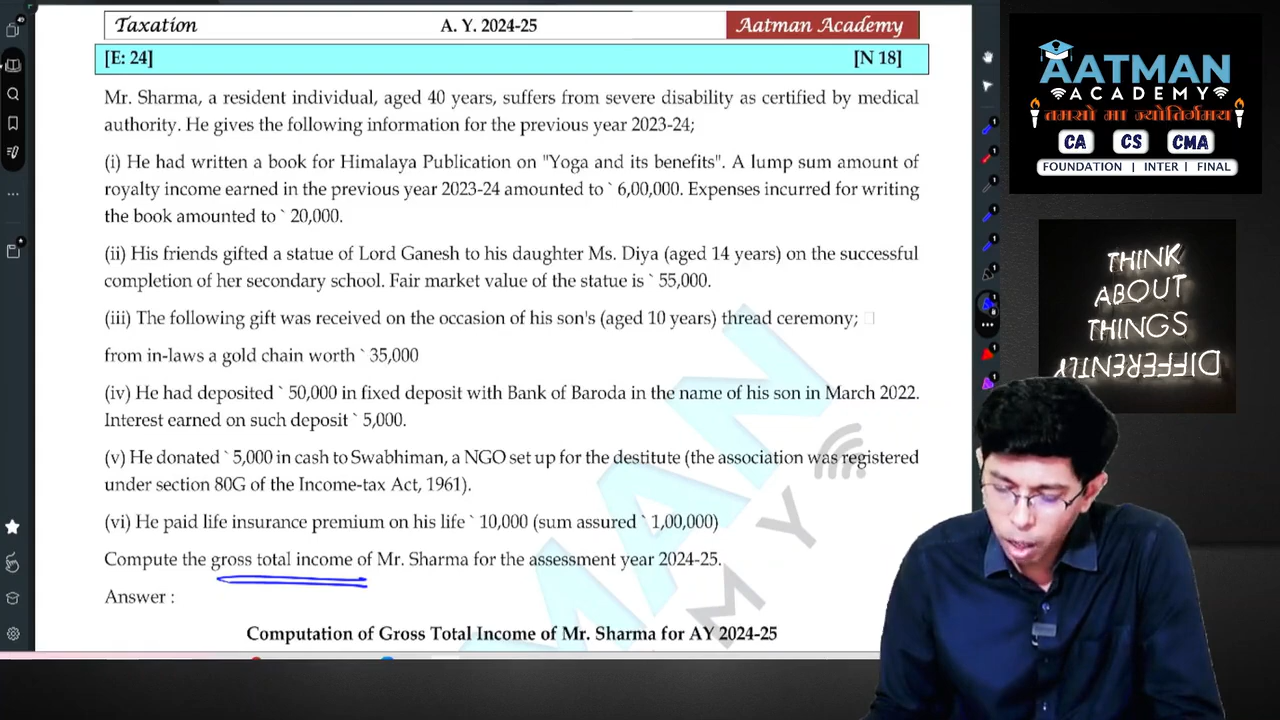 Taxation A. Y. 2024-25 Aatman Academy
[E: 24] [N 18]
Mr. Sharma, a resident individual, aged 40 years, suffers from severe disability as certified by medical
authority. He gives the following information for the previous year 2023-24;
(i) He had written a book for Himalaya Publication on "Yoga and its benefits". A lump sum amount of
royalty income earned in the previous year 2023-24 amounted to ` 6,00,000. Expenses incurred for writing
the book amounted to ` 20,000.
(ii) His friends gifted a statue of Lord Ganesh to his daughter Ms. Diya (aged 14 years) on the successful
completion of her secondary school. Fair market value of the statue is ` 55,000.
(iii) The following gift was received on the occasion of his son's (aged 10 years) thread ceremony; □
from in-laws a gold chain worth ` 35,000
(iv) He had deposited ` 50,000 in fixed deposit with Bank of Baroda in the name of his son in March 2022.
Interest earned on such deposit ` 5,000.
(v) He donated ` 5,000 in cash to Swabhiman, a NGO set up for the destitute (the association was registered
under section 80G of the Income-tax Act, 1961).
(vi) He paid life insurance premium on his life ` 10,000 (sum assured ` 1,00,000)
Compute the gross total income of Mr. Sharma for the assessment year 2024-25.
Answer :
Computation of Gross Total Income of Mr. Sharma for AY 2024-25
MAN
MY
AATMAN
ACADEMY
तमसो मा ज्योतिर्गमय
CA CS CMA
FOUNDATION | INTER | FINAL
THINK
ABOUT
THINGS
DIFFERENTLY